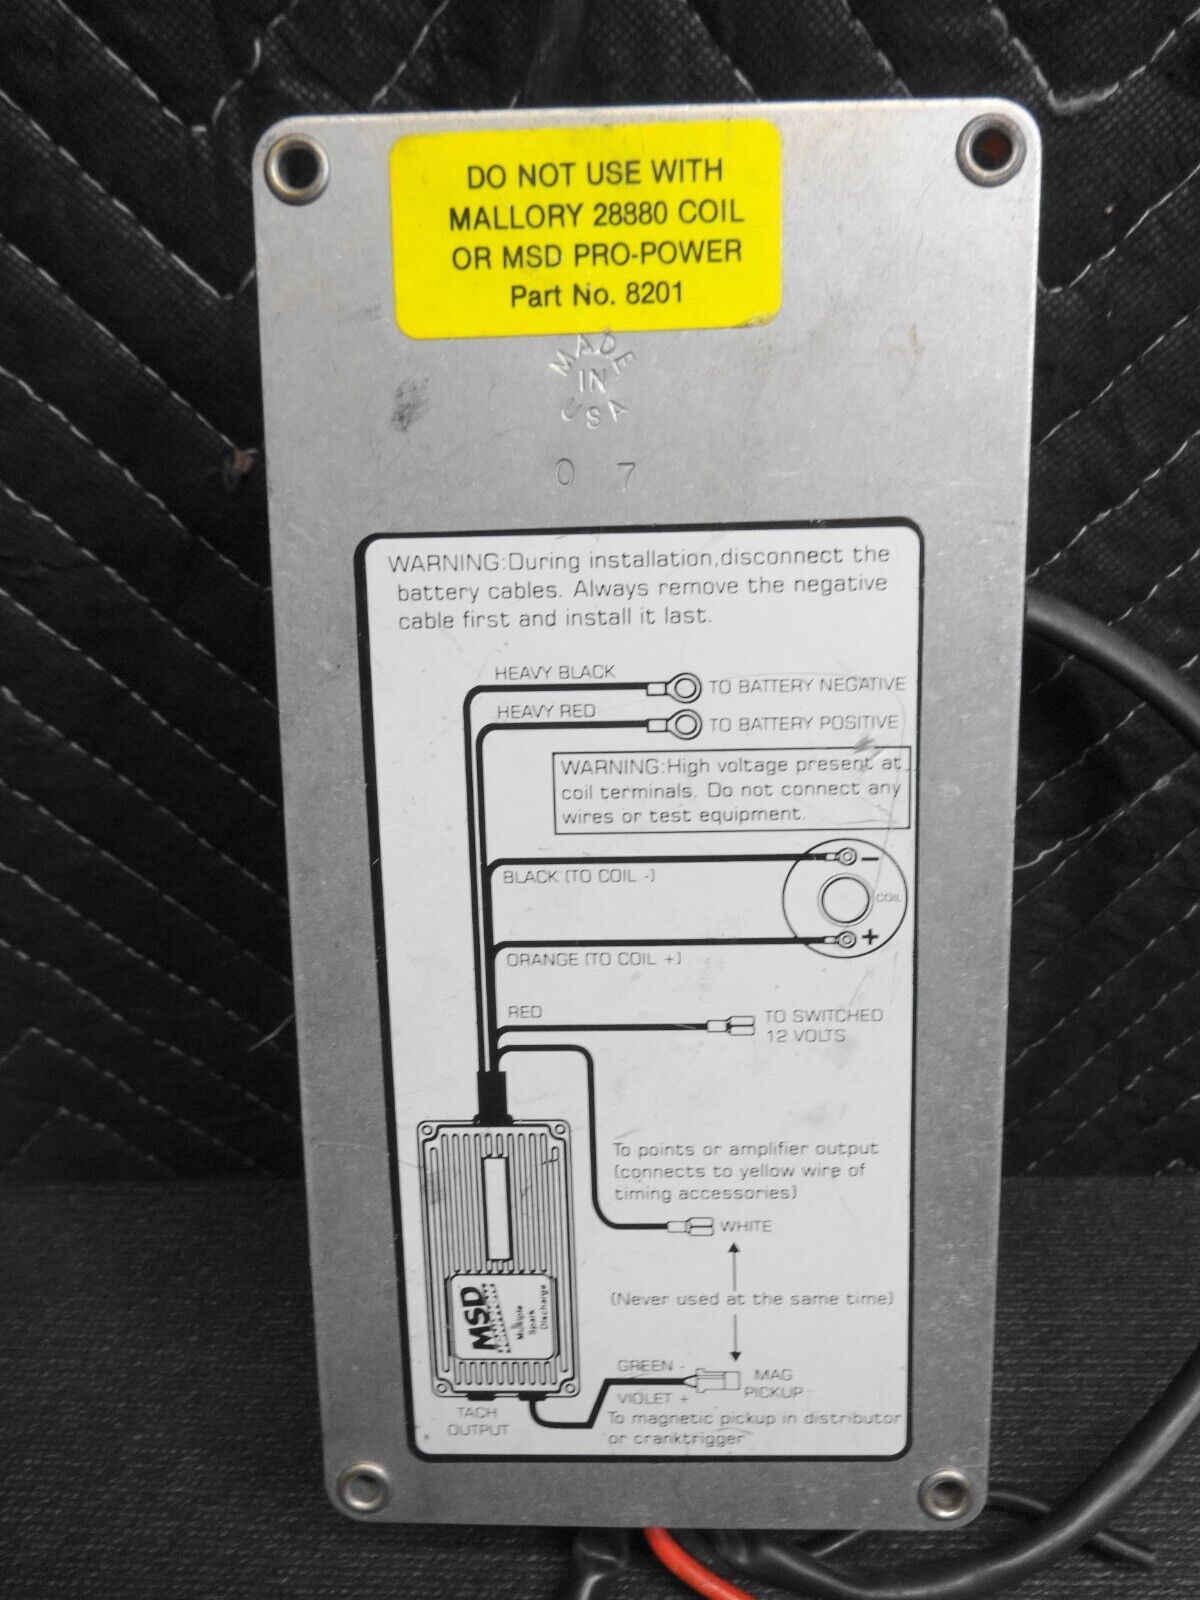 DO NOT USE WITH
MALLORY 28880 COIL
OR MSD PRO-POWER
Part No. 8201
MADE
IN
USA
0 7
WARNING:During installation,disconnect the
battery cables. Always remove the negative
cable first and install it last.
HEAVY BLACK
TO BATTERY NEGATIVE
HEAVY RED
TO BATTERY POSITIVE
WARNING:High voltage present at
coil terminals. Do not connect any
wires or test equipment.
BLACK (TO COIL -)
-
COIL
+
ORANGE (TO COIL +)
RED
TO SWITCHED
12 VOLTS
To points or amplifier output
(connects to yellow wire of
timing accessories)
WHITE
(Never used at the same time)
MSD
IGNITION
Multiple
Spark
Discharge
GREEN -
VIOLET +
MAG
PICKUP
TACH
OUTPUT
To magnetic pickup in distributor
or cranktrigger